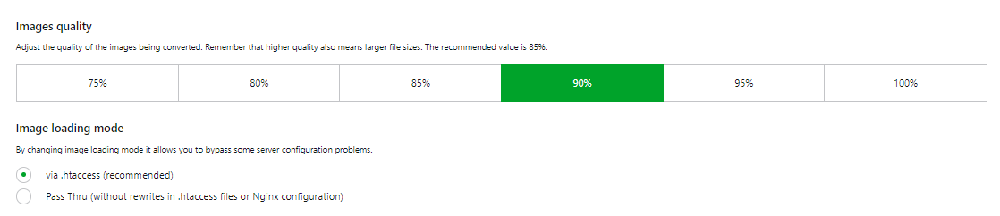 Images quality
Adjust the quality of the images being converted. Remember that higher quality also means larger file sizes. The recommended value is 85%.
75% 80% 85% 90% 95% 100%
Image loading mode
By changing image loading mode it allows you to bypass some server configuration problems.
via .htaccess (recommended)
Pass Thru (without rewrites in .htaccess files or Nginx configuration)